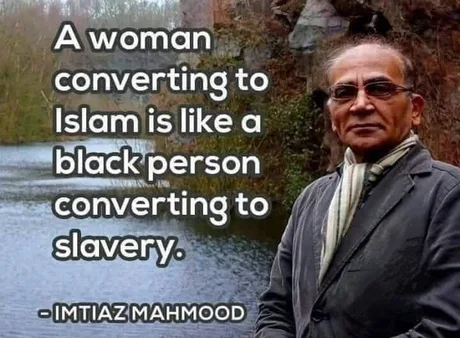 A woman
converting to
Islam is like a
black person
converting to
slavery.
- IMTIAZ MAHMOOD